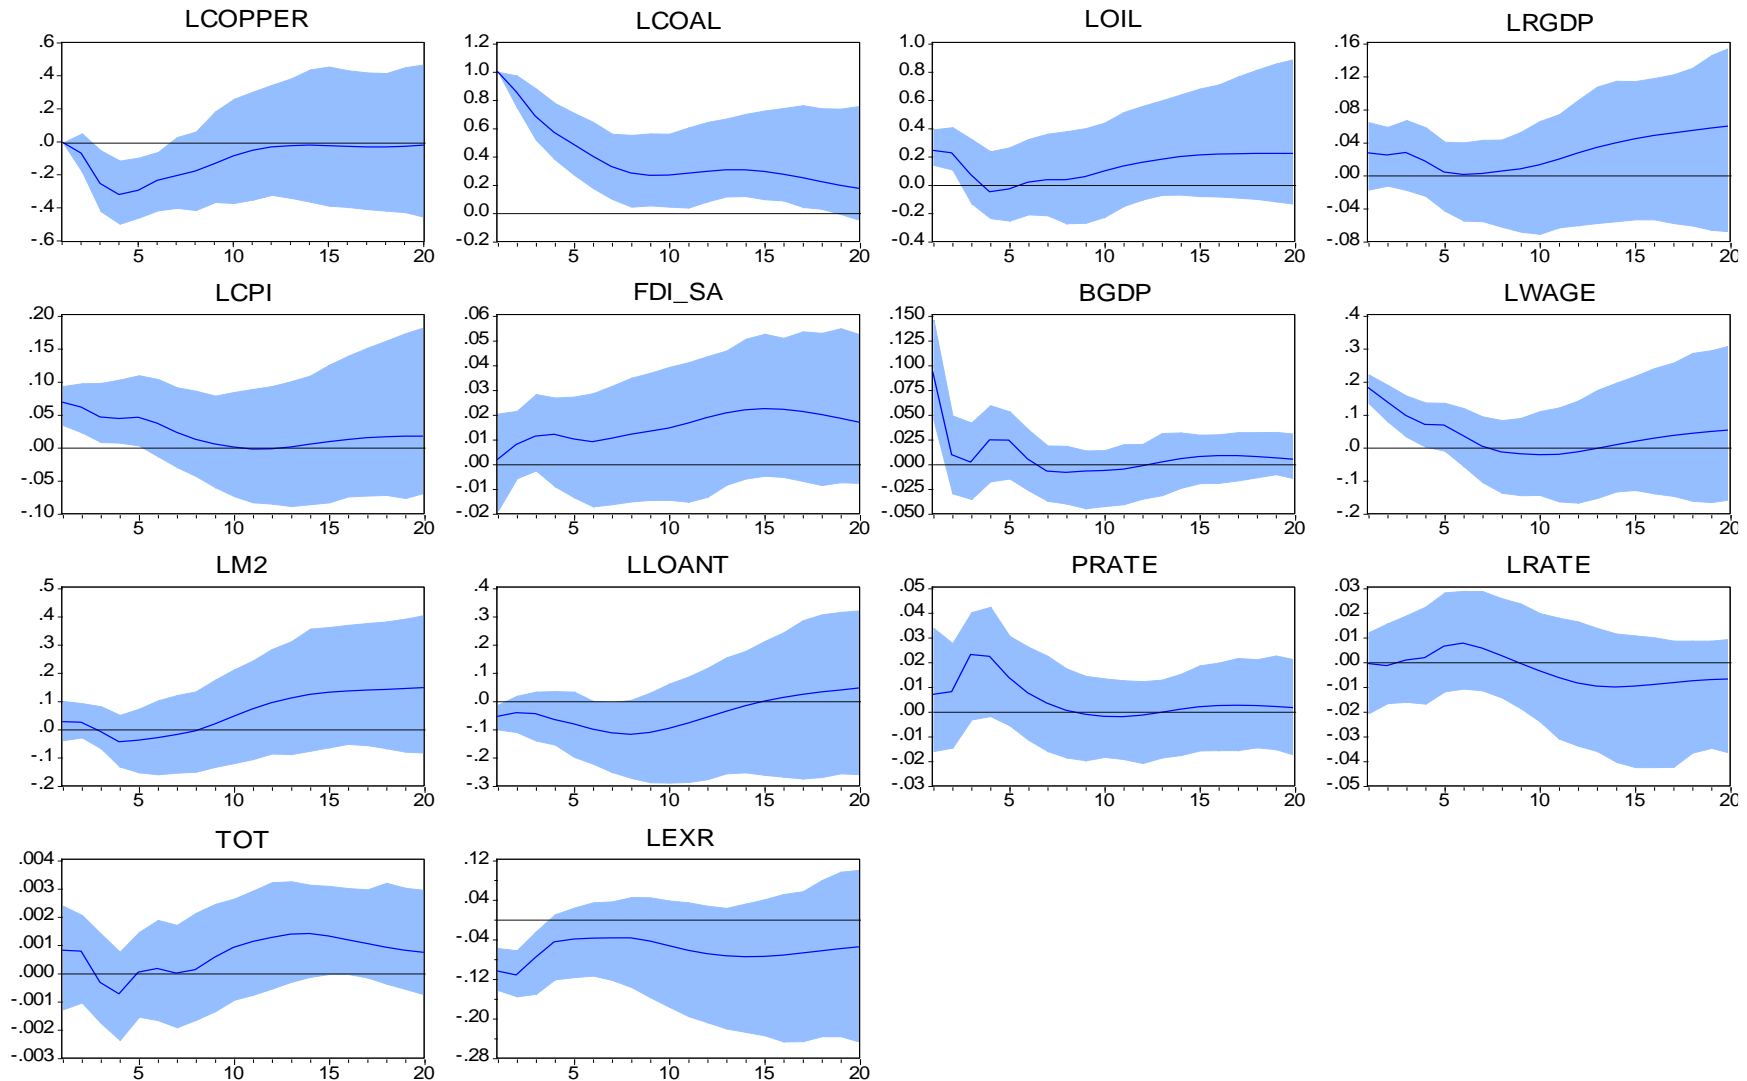 LCOPPER LCOAL LOIL LRGDP
.6 1.2 1.0 .16
.4 1.0 0.8 .12
.2 0.8 0.6 .08
.0 0.6 0.4 .04
-.2 0.4 0.2 .00
-.4 0.2 0.0 -.04
-.6 0.0 -0.2 -.08
-0.2 -0.4
5 10 15 20 5 10 15 20 5 10 15 20 5 10 15 20
LCPI FDI_SA BGDP LWAGE
.20 .06 .150 .4
.15 .05 .125 .3
.10 .04 .100 .2
.05 .03 .075 .1
.00 .02 .050 .0
-.05 .01 .025 -.1
-.10 .00 .000 -.2
-.01 -.025
-.02 -.050
5 10 15 20 5 10 15 20 5 10 15 20 5 10 15 20
LM2 LLOANT PRATE LRATE
.5 .4 .05 .03
.4 .3 .04 .02
.3 .2 .03 .01
.2 .1 .02 .00
.1 .0 .01 -.01
.0 -.1 .00 -.02
-.1 -.2 -.01 -.03
-.2 -.3 -.02 -.04
-.03 -.05
5 10 15 20 5 10 15 20 5 10 15 20 5 10 15 20
TOT LEXR
.004 .12
.003 .04
.002 -.04
.001 -.12
.000 -.20
-.001 -.28
-.002
-.003
5 10 15 20 5 10 15 20